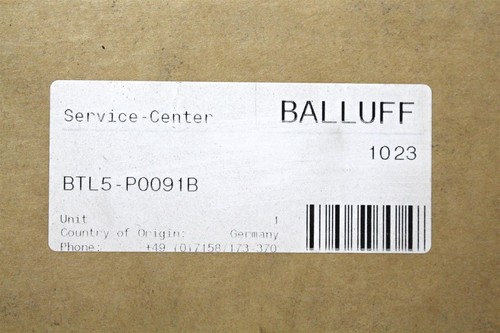 Service-Center BALLUFF
1023
BTL5-P0091B
Unit 1
Country of Origin: Germany
Phone: +49 (0)7158/173-370